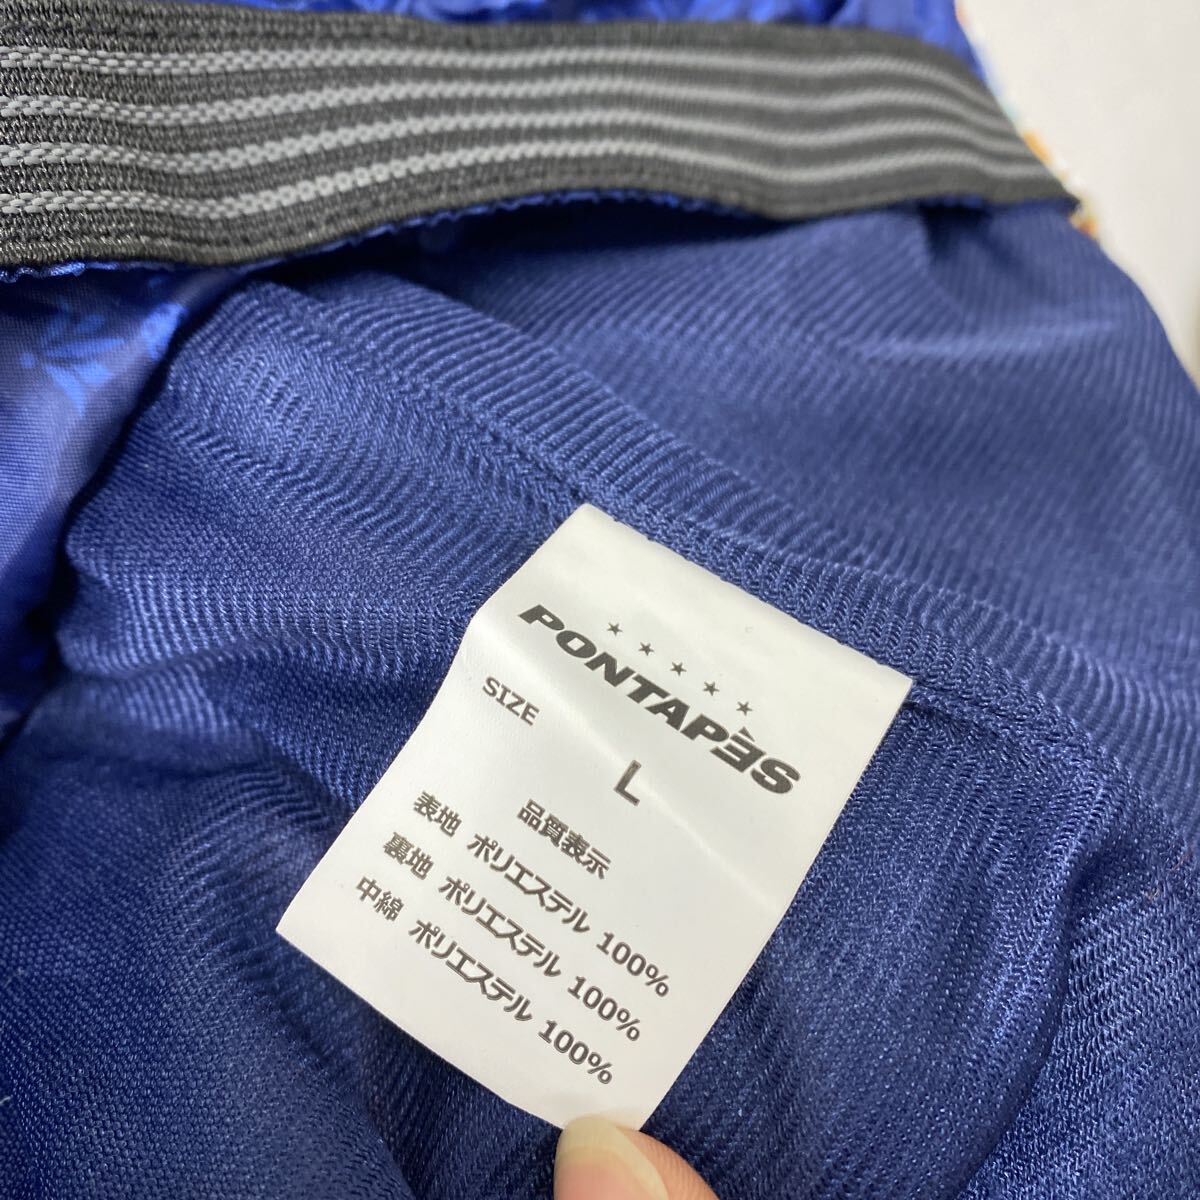 PONTAPÈS
SIZE
L
品質表示
表地 ポリエステル 100%
裏地 ポリエステル 100%
中綿 ポリエステル 100%